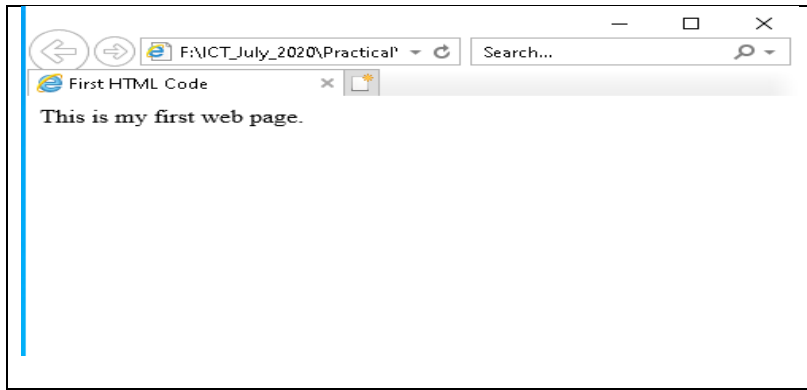 F:\ICT_July_2020\Practical\ Search...
First HTML Code
This is my first web page.